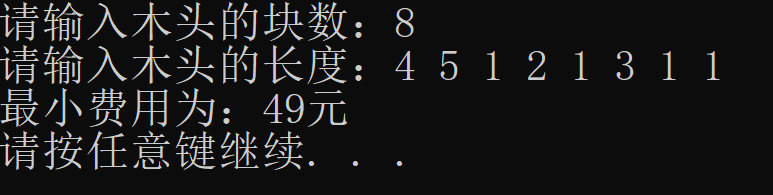 请输入木头的块数：8
请输入木头的长度：4 5 1 2 1 3 1 1
最小费用为：49元
请按任意键继续. . .